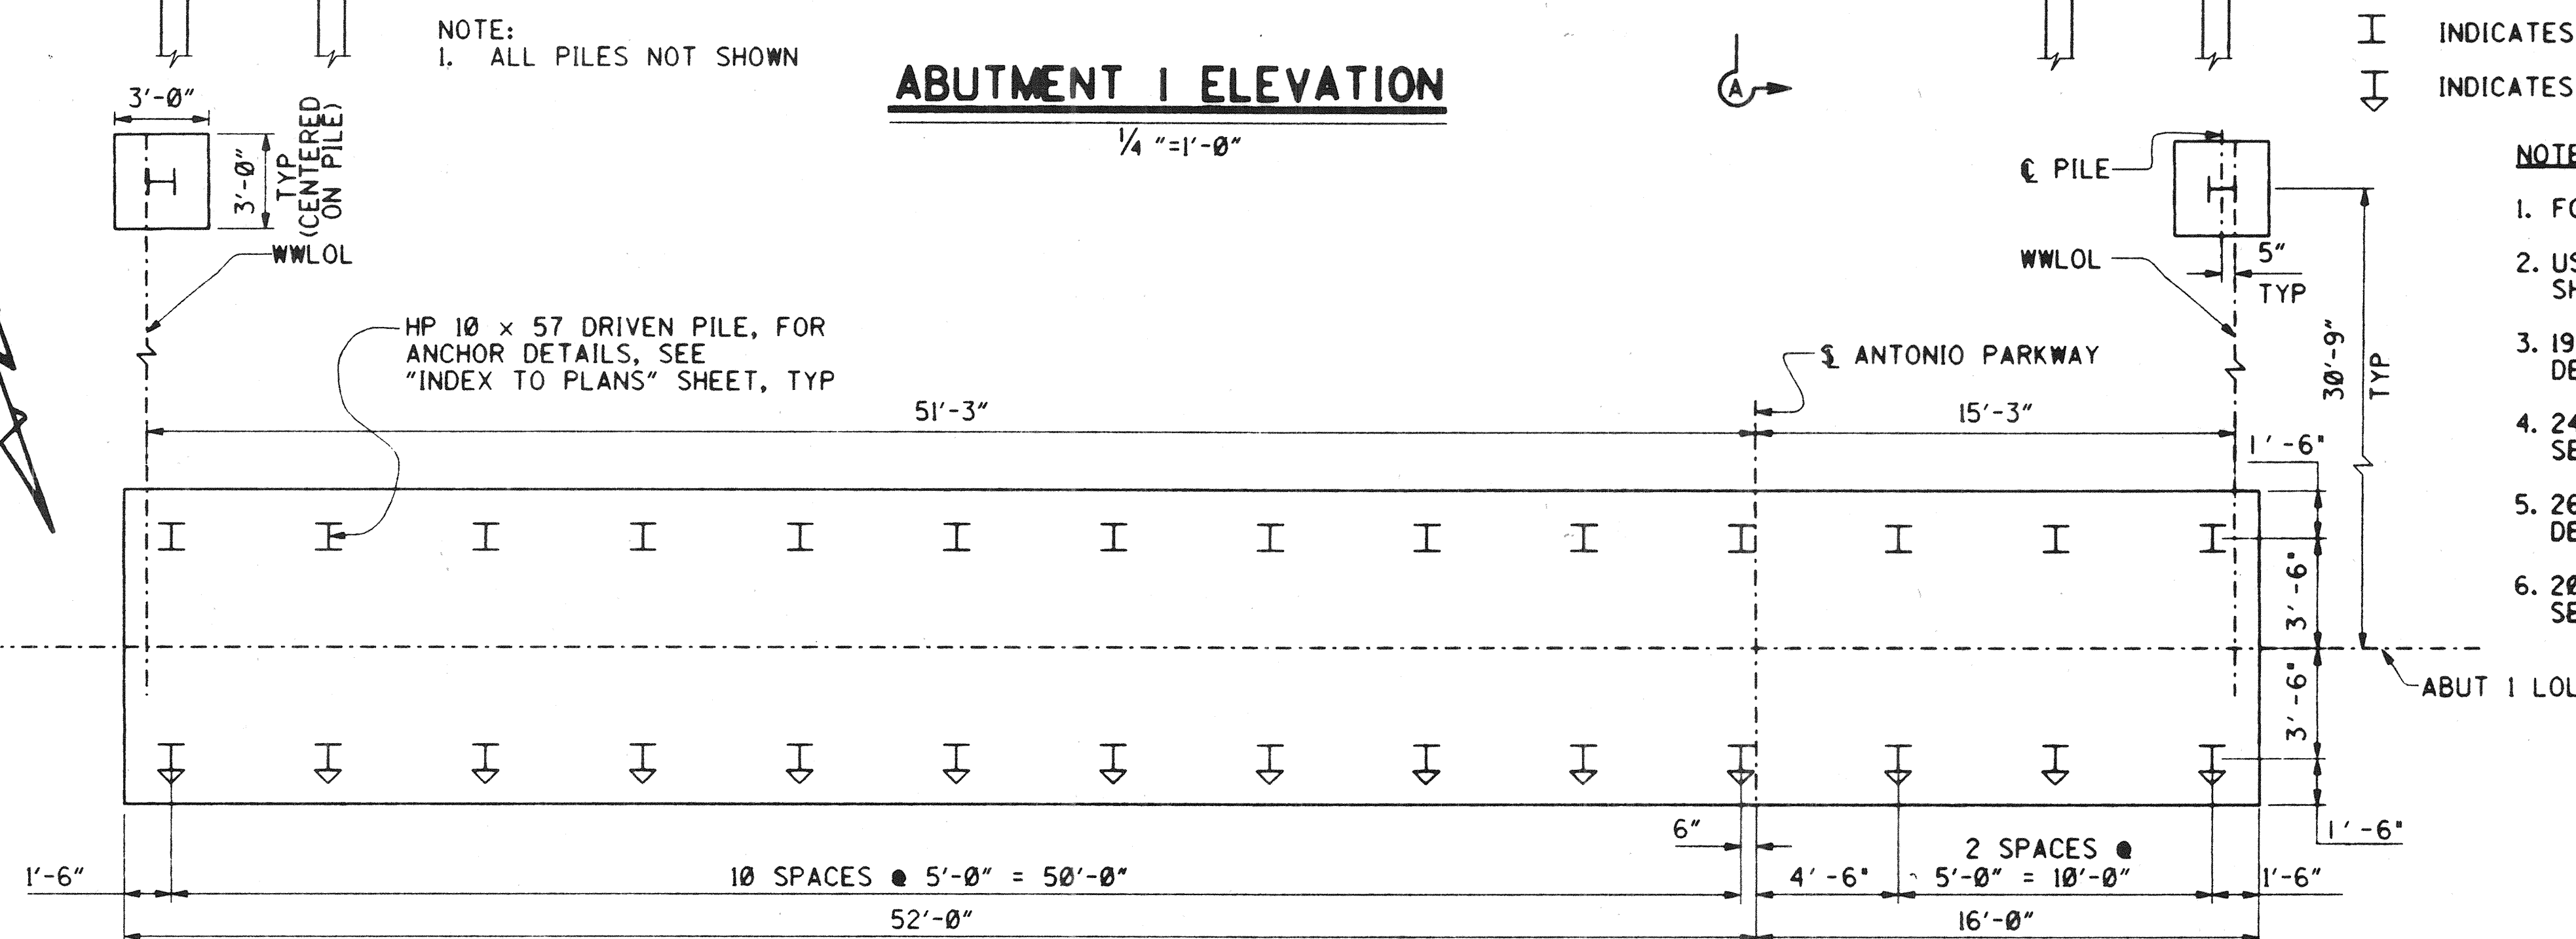 NOTE:
1. ALL PILES NOT SHOWN
ABUTMENT 1 ELEVATION
1/4 "=1'-0"
A
INDICATES
INDICATES
3'-0"
3'-0"
TYP
(CENTERED
ON PILE)
WWLOL
HP 10 x 57 DRIVEN PILE, FOR
ANCHOR DETAILS, SEE
"INDEX TO PLANS" SHEET, TYP
℄ PILE
WWLOL
5"
TYP
30'-9"
TYP
NOTE
1. FO
2. US
SH
3. 19
DE
4. 24
SE
5. 26
DE
6. 20
SE
℄ ANTONIO PARKWAY
51'-3"
15'-3"
1'-6"
3'-6"
3'-6"
1'-6"
ABUT 1 LOL
6"
2 SPACES @
1'-6"
10 SPACES @ 5'-0" = 50'-0"
4'-6"
5'-0" = 10'-0"
1'-6"
52'-0"
16'-0"